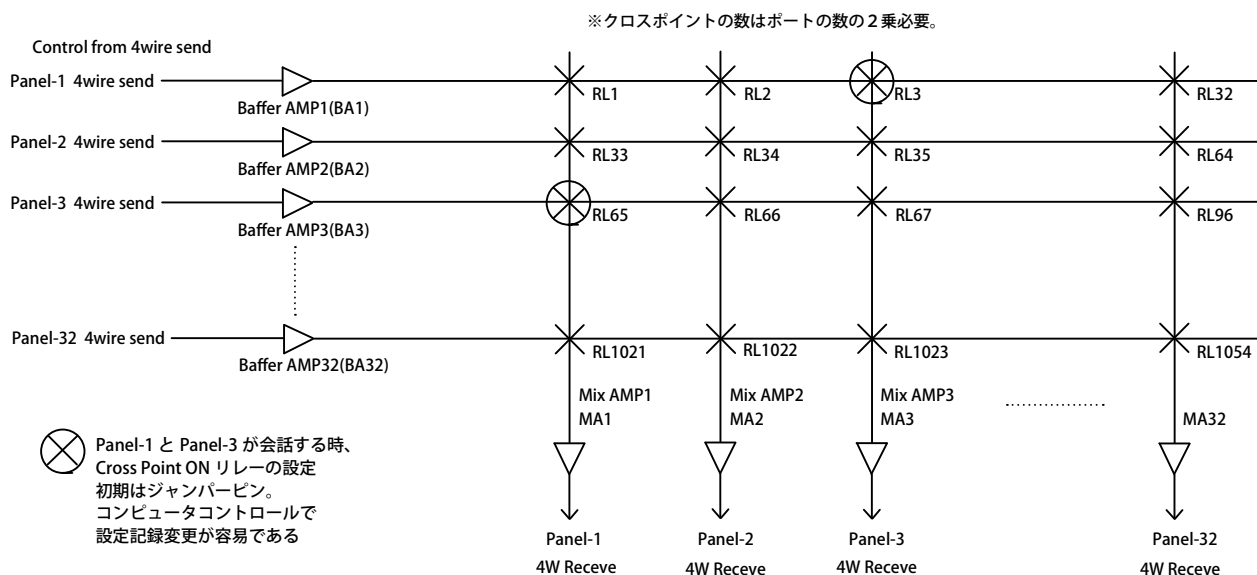 ※クロスポイントの数はポートの数の２乗必要。
Control from 4wire send
Panel-1 4wire send
Baffer AMP1(BA1)
RL1
RL2
RL3
RL32
Panel-2 4wire send
Baffer AMP2(BA2)
RL33
RL34
RL35
RL64
Panel-3 4wire send
Baffer AMP3(BA3)
RL65
RL66
RL67
RL96
Panel-32 4wire send
Baffer AMP32(BA32)
RL1021
RL1022
RL1023
RL1054
Mix AMP1
MA1
Mix AMP2
MA2
Mix AMP3
MA3
MA32
Panel-1 と Panel-3 が会話する時、
Cross Point ON リレーの設定
初期はジャンパーピン。
コンピュータコントロールで
設定記録変更が容易である
Panel-1
4W Receve
Panel-2
4W Receve
Panel-3
4W Receve
Panel-32
4W Receve